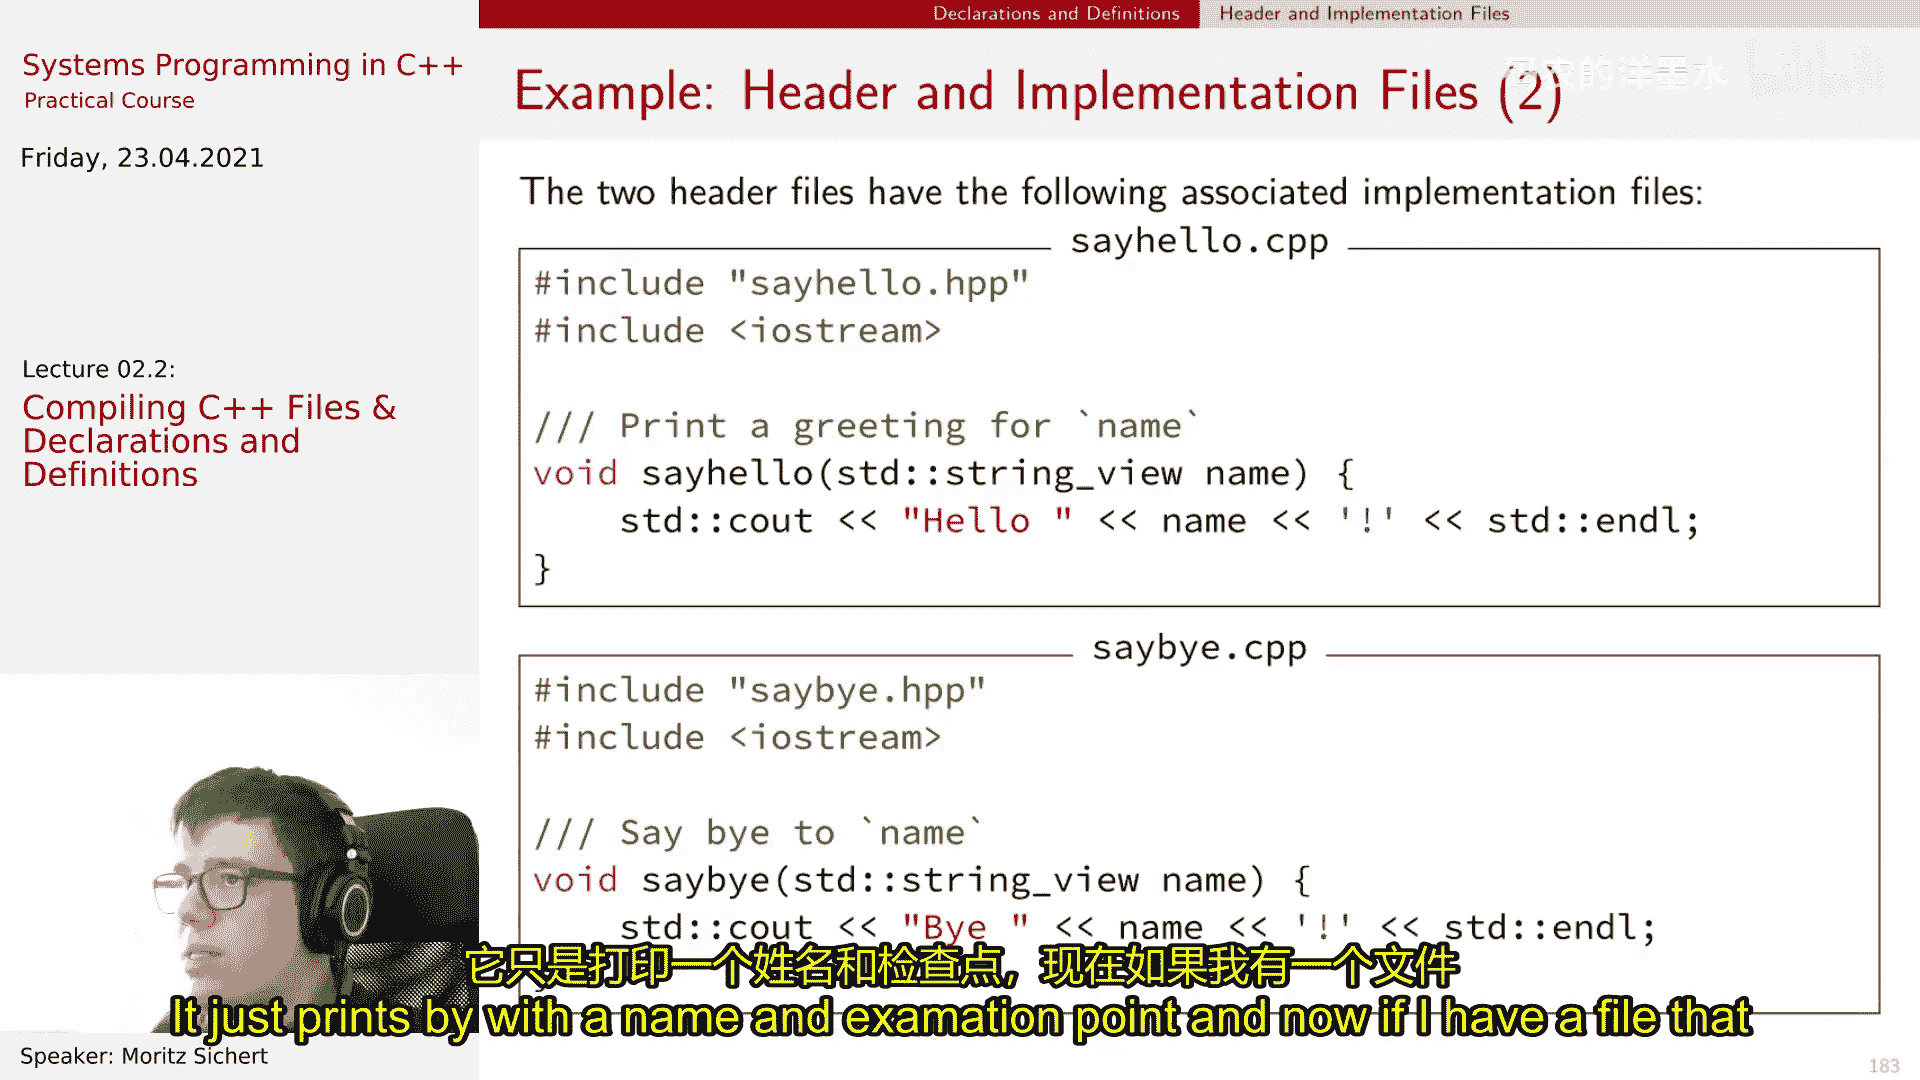 Declarations and Definitions
Header and Implementation Files
Systems Programming in C++
Practical Course
Friday, 23.04.2021
Lecture 02.2:
Compiling C++ Files &
Declarations and
Definitions
Example: Header and Implementation Files (2)
的洋墨水
The two header files have the following associated implementation files:
sayhello.cpp
#include "sayhello.hpp"
#include <iostream>
/// Print a greeting for `name`
void sayhello(std::string_view name) {
std::cout << "Hello " << name << '!' << std::endl;
}
saybye.cpp
#include "saybye.hpp"
#include <iostream>
/// Say bye to `name`
void saybye(std::string_view name) {
std::cout << "Bye " << name << '!' << std::endl;
它只是打印一个姓名和检查点，现在如果我有一个文件
It just prints by with a name and examation point and now if I have a file that
Speaker: Moritz Sichert
183